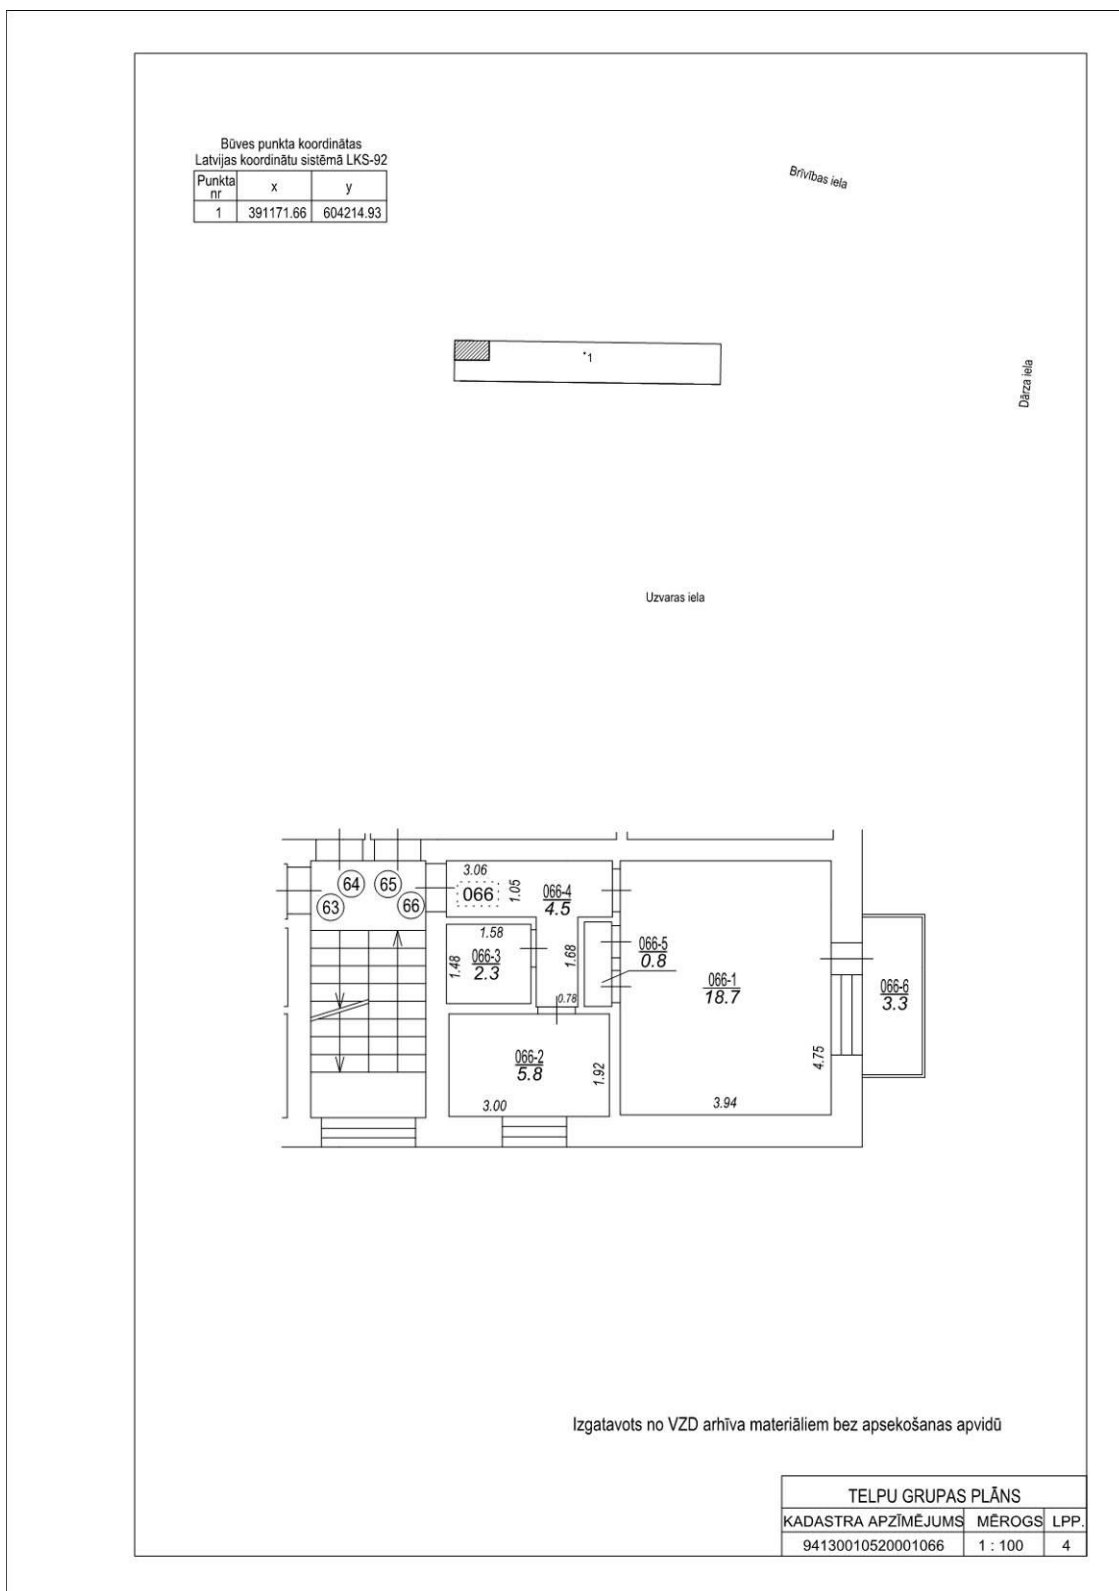 Būves punkta koordinātas
Latvijas koordinātu sistēmā LKS-92
Punkta nr x y
1 391171.66 604214.93
Brīvības iela
1
Dārza iela
Uzvaras iela
64 65
63 66
3.06
066
1.05
066-4
4.5
1.58
066-3
2.3
1.48
1.68
066-5
0.8
0.78
066-1
18.7
066-6
3.3
066-2
5.8
1.92
3.00
4.75
3.94
Izgatavots no VZD arhīva materiāliem bez apsekošanas apvidū
TELPU GRUPAS PLĀNS
KADASTRA APZĪMĒJUMS MĒROGS LPP.
94130010520001066 1 : 100 4